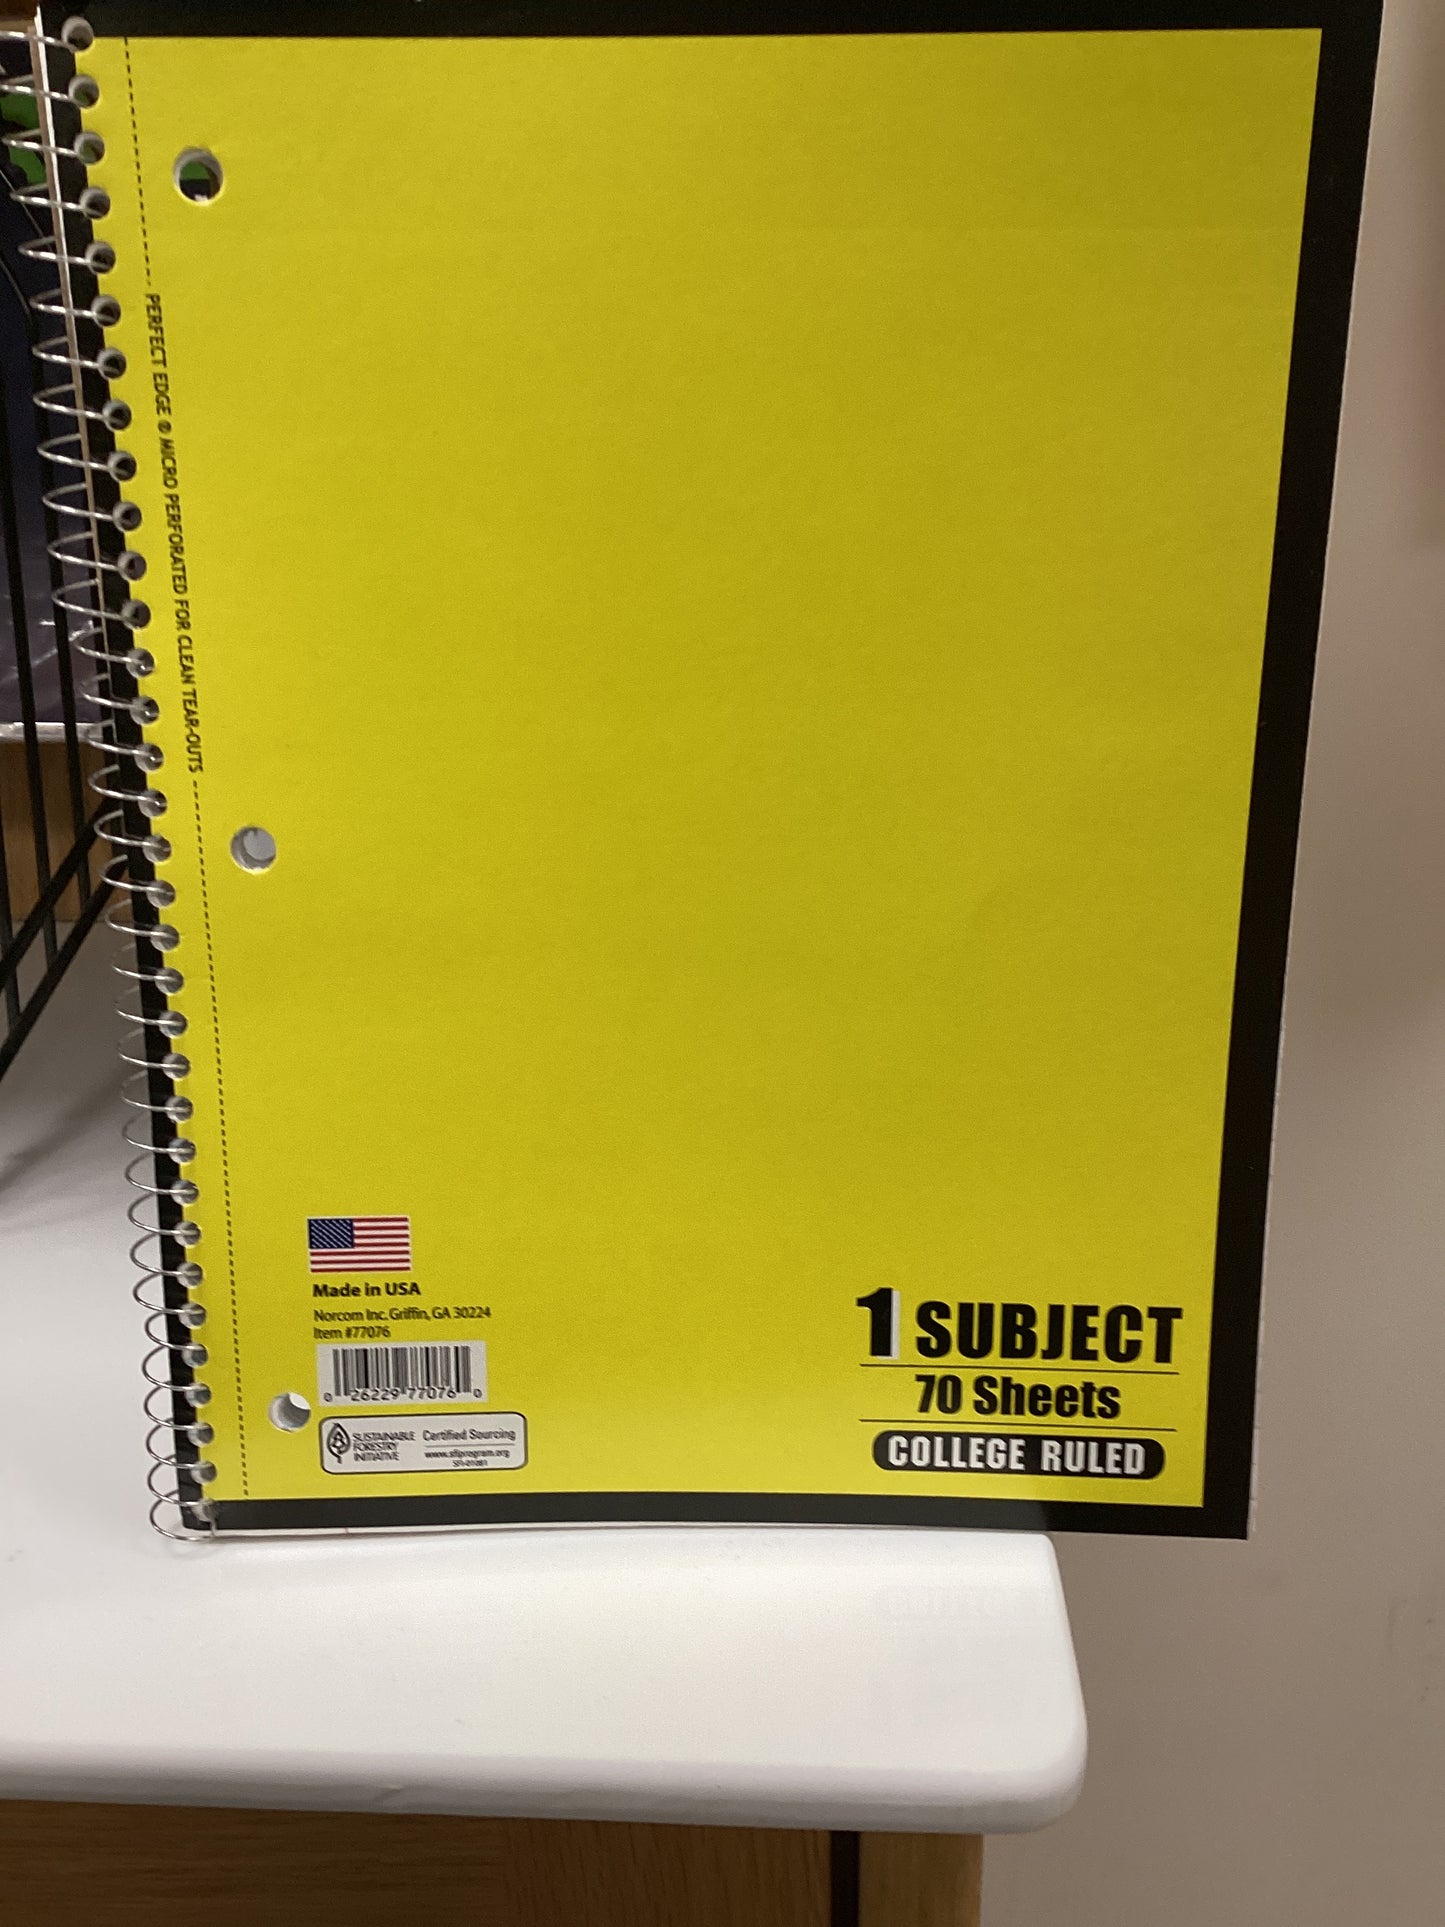 PERFECT EDGE ® MICRO PERFORATED FOR CLEAN TEAR-OUTS
Made in USA
Norcom Inc. Griffin, GA 30224
Item #77076
0 26229 77076 0
SUSTAINABLE
FORESTRY
INITIATIVE
Certified Sourcing
www.sfiprogram.org
1 SUBJECT
70 Sheets
COLLEGE RULED